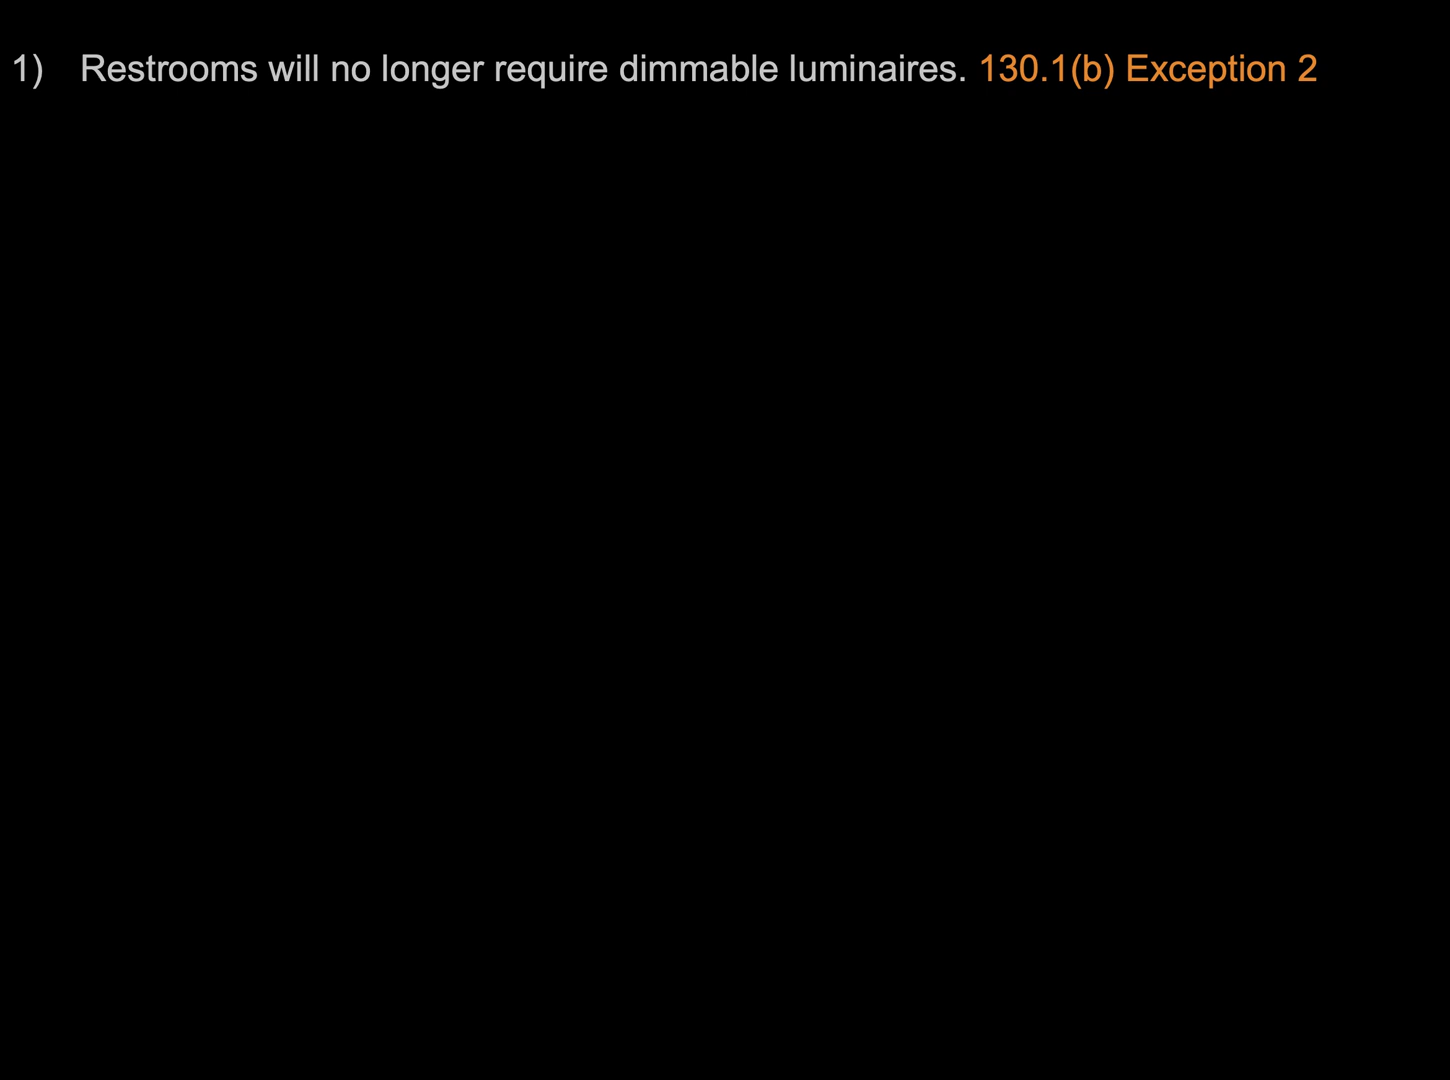 1) Restrooms will no longer require dimmable luminaires. 130.1(b) Exception 2